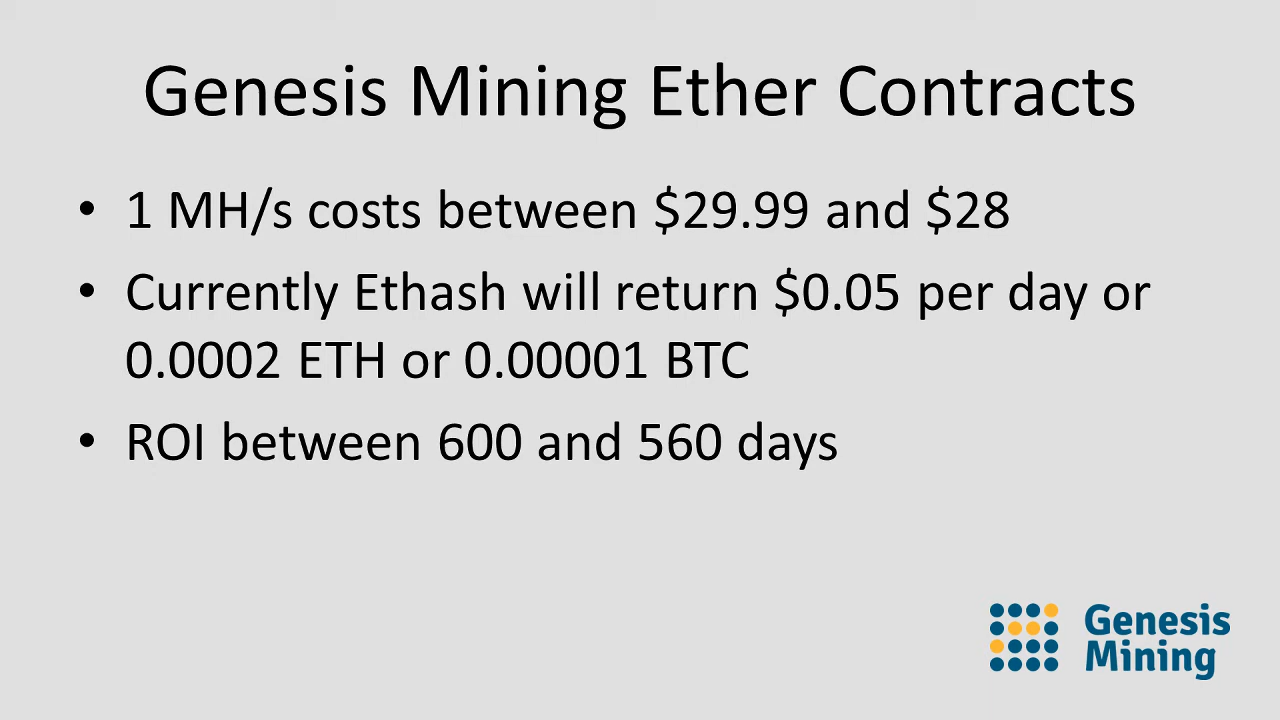 Genesis Mining Ether Contracts
• 1 MH/s costs between $29.99 and $28
• Currently Ethash will return $0.05 per day or
0.0002 ETH or 0.00001 BTC
• ROI between 600 and 560 days
Genesis
Mining